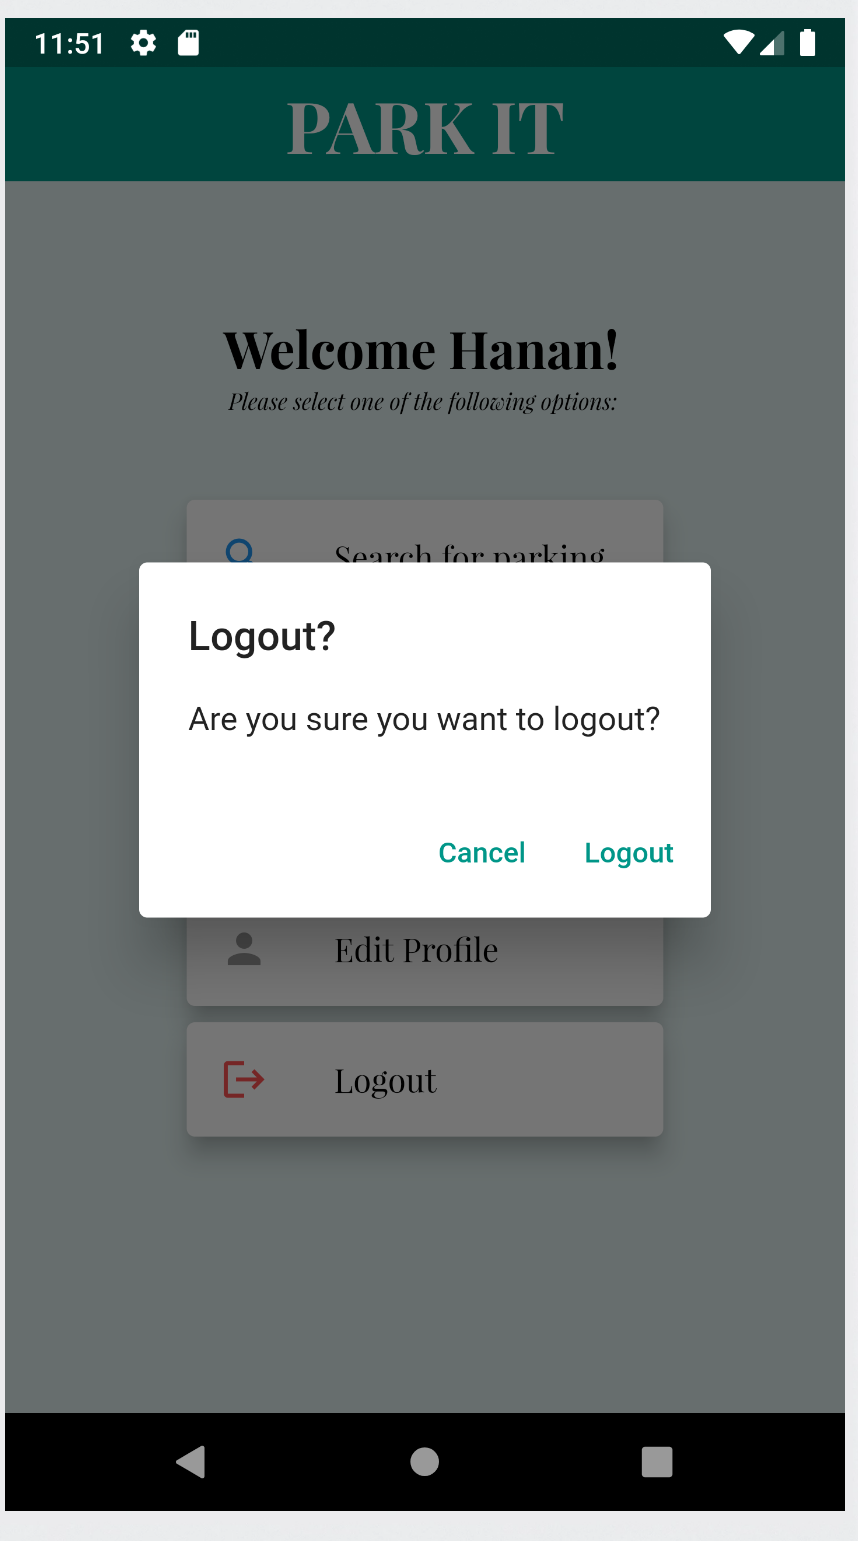 11:51
PARK IT
Welcome Hanan!
Please select one of the following options:
Search for parking
Logout?
Are you sure you want to logout?
Cancel Logout
Edit Profile
Logout